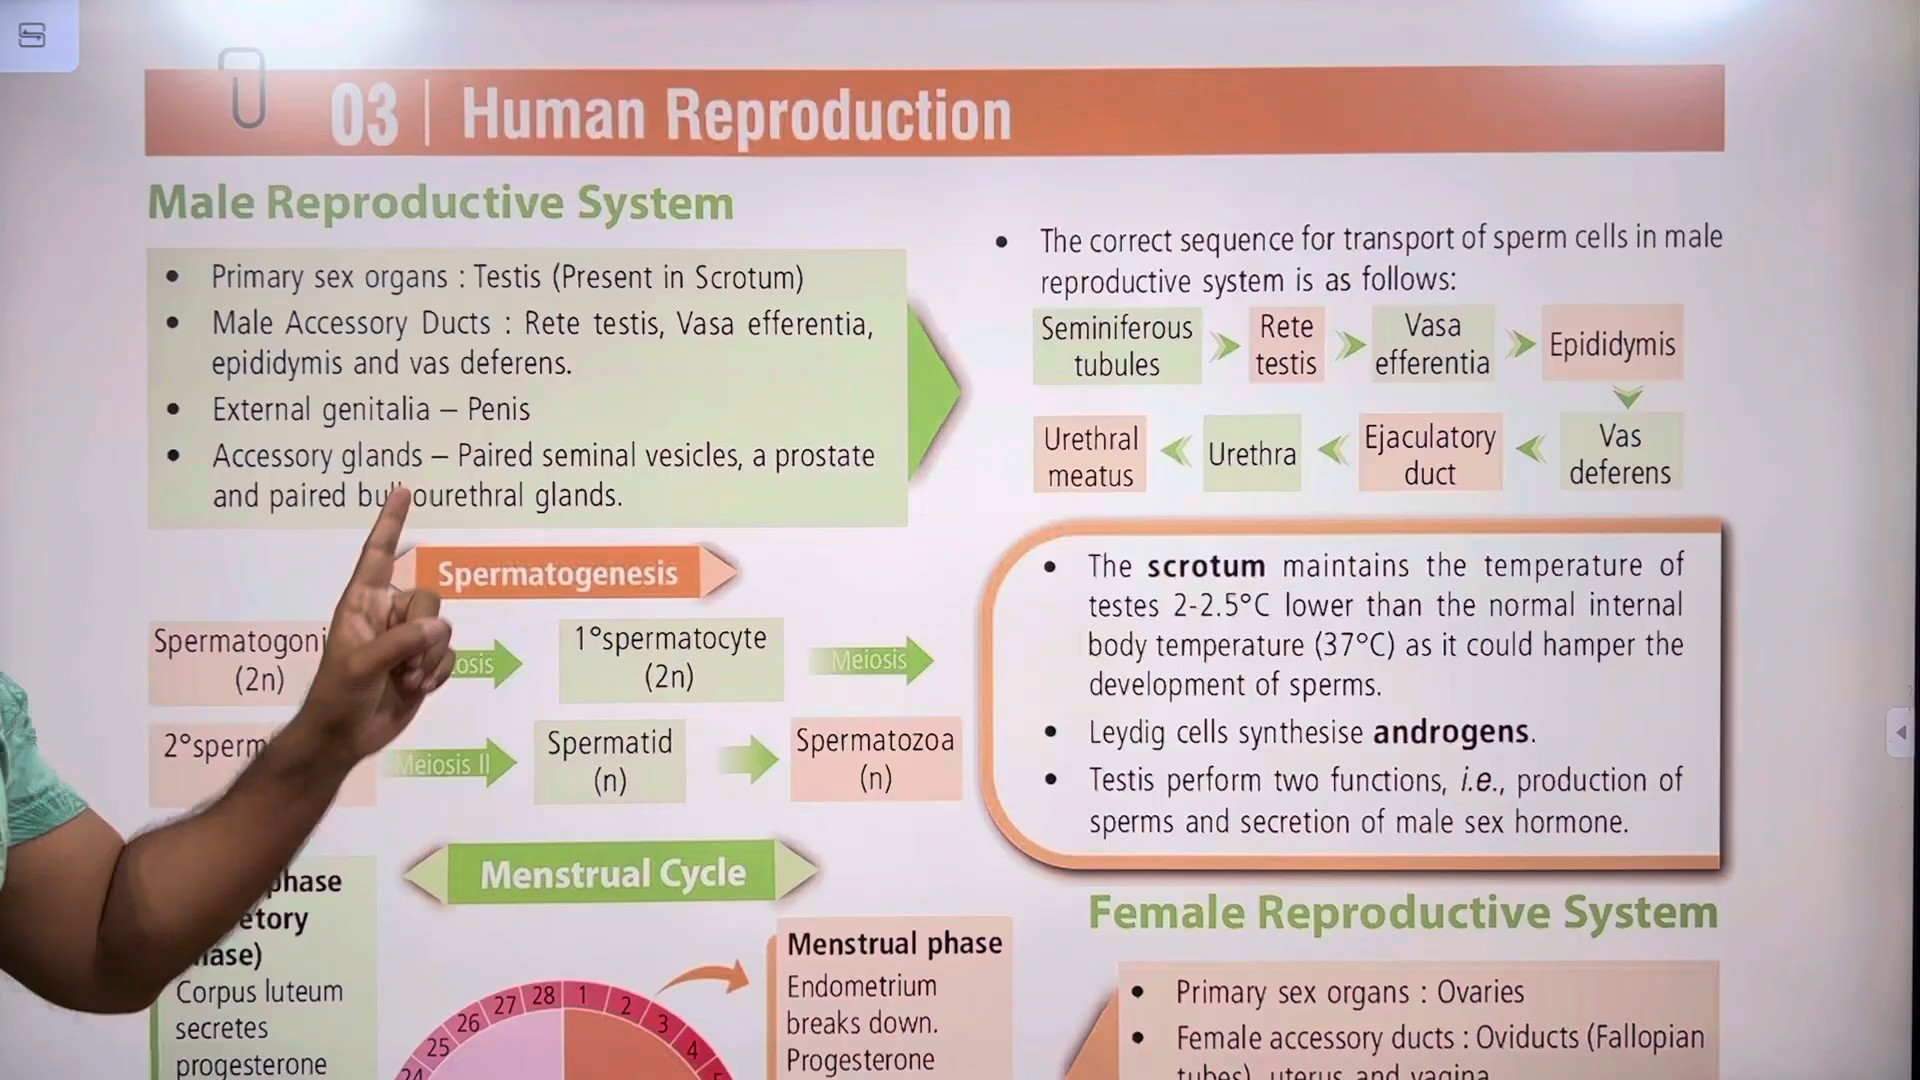 03 | Human Reproduction
Male Reproductive System
• Primary sex organs : Testis (Present in Scrotum)
• Male Accessory Ducts : Rete testis, Vasa efferentia,
epididymis and vas deferens.
• External genitalia – Penis
• Accessory glands – Paired seminal vesicles, a prostate
and paired bulbourethral glands.
• The correct sequence for transport of sperm cells in male
reproductive system is as follows:
Seminiferous
tubules
Rete
testis
Vasa
efferentia
Epididymis
Vas
deferens
Ejaculatory
duct
Urethra
Urethral
meatus
Spermatogenesis
Spermatogoni
(2n)
osis
1°spermatocyte
(2n)
Meiosis
2°sperm
Meiosis II
Spermatid
(n)
Spermatozoa
(n)
• The scrotum maintains the temperature of
testes 2-2.5°C lower than the normal internal
body temperature (37°C) as it could hamper the
development of sperms.
• Leydig cells synthesise androgens.
• Testis perform two functions, i.e., production of
sperms and secretion of male sex hormone.
Menstrual Cycle
phase
etory
hase)
Corpus luteum
secretes
progesterone
24
25
26
27
28
1
2
3
4
5
Menstrual phase
Endometrium
breaks down.
Progesterone
Female Reproductive System
• Primary sex organs : Ovaries
• Female accessory ducts : Oviducts (Fallopian
tubes), uterus and vagina